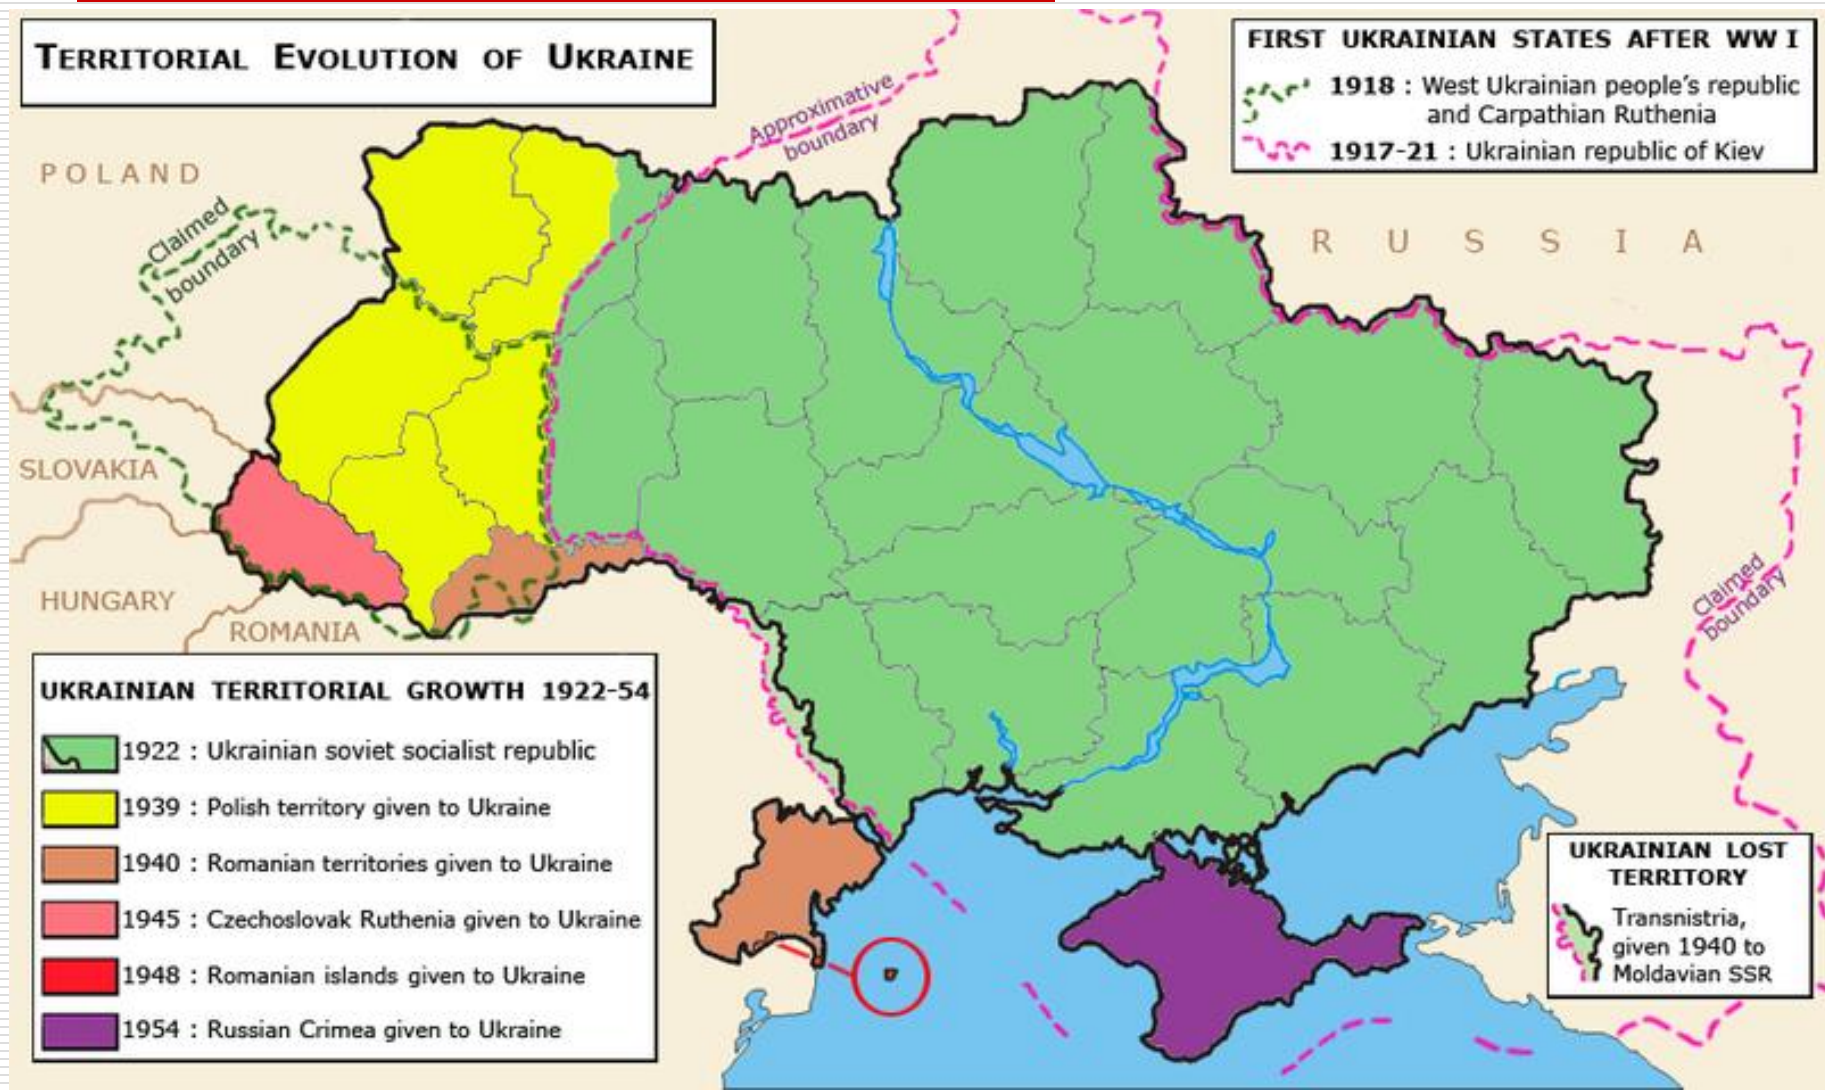 TERRITORIAL EVOLUTION OF UKRAINE
FIRST UKRAINIAN STATES AFTER WW I
1918 : West Ukrainian people's republic
and Carpathian Ruthenia
1917-21 : Ukrainian republic of Kiev
Approximative
boundary
POLAND
Claimed
boundary
RUSSIA
SLOVAKIA
HUNGARY
ROMANIA
Claimed
boundary
UKRAINIAN TERRITORIAL GROWTH 1922-54
1922 : Ukrainian soviet socialist republic
1939 : Polish territory given to Ukraine
1940 : Romanian territories given to Ukraine
1945 : Czechoslovak Ruthenia given to Ukraine
1948 : Romanian islands given to Ukraine
1954 : Russian Crimea given to Ukraine
UKRAINIAN LOST
TERRITORY
Transnistria,
given 1940 to
Moldavian SSR